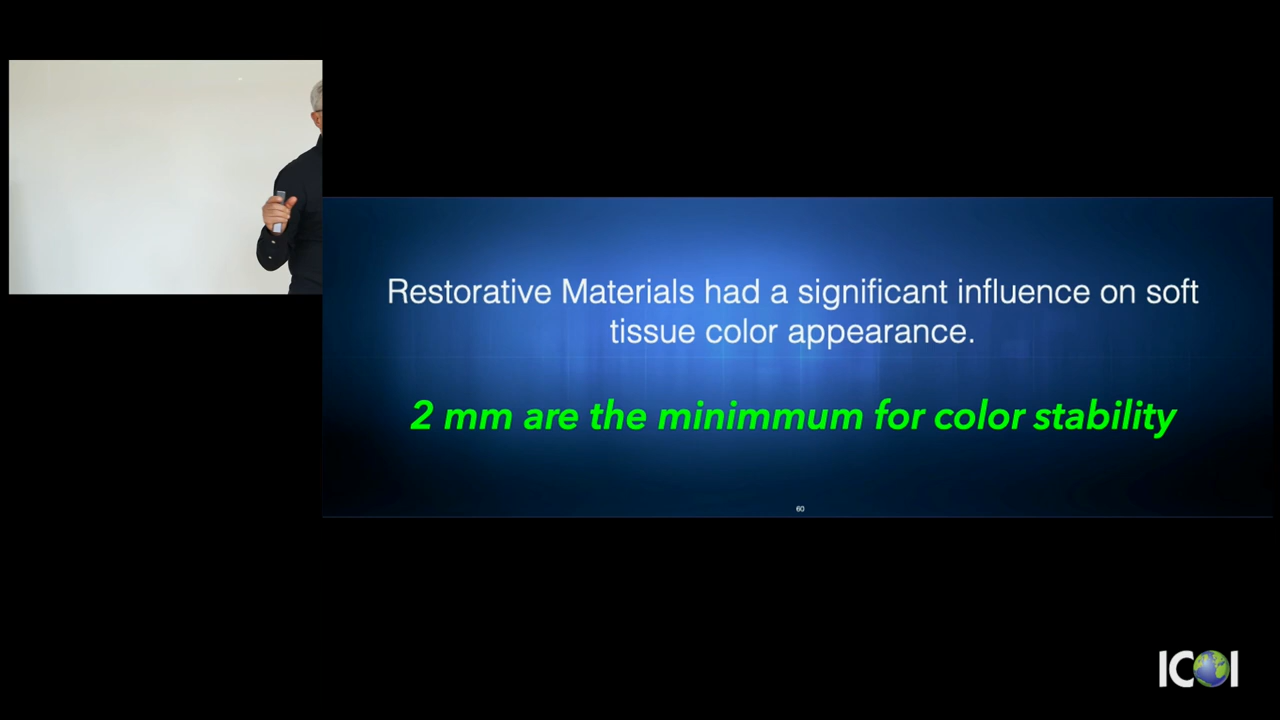 Restorative Materials had a significant influence on soft
tissue color appearance.
2 mm are the minimmum for color stability
60
ICOI